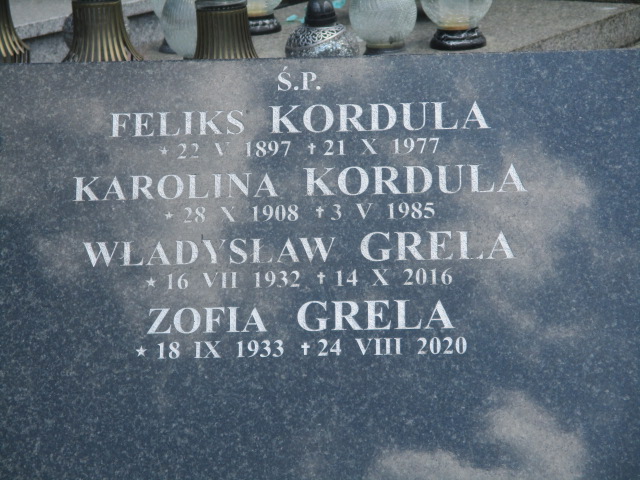 Ś.P.
FELIKS KORDULA
* 22 V 1897 ✝ 21 X 1977
KAROLINA KORDULA
* 28 X 1908 ✝ 3 V 1985
WŁADYSŁAW GRELA
* 16 VII 1932 ✝ 14 X 2016
ZOFIA GRELA
* 18 IX 1933 ✝ 24 VIII 2020